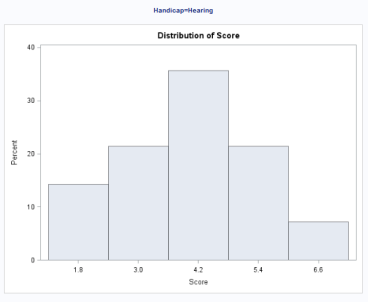 Handicap=Hearing
Distribution of Score
40
30
20
10
0
Percent
1.8 3.0 4.2 5.4 6.6
Score